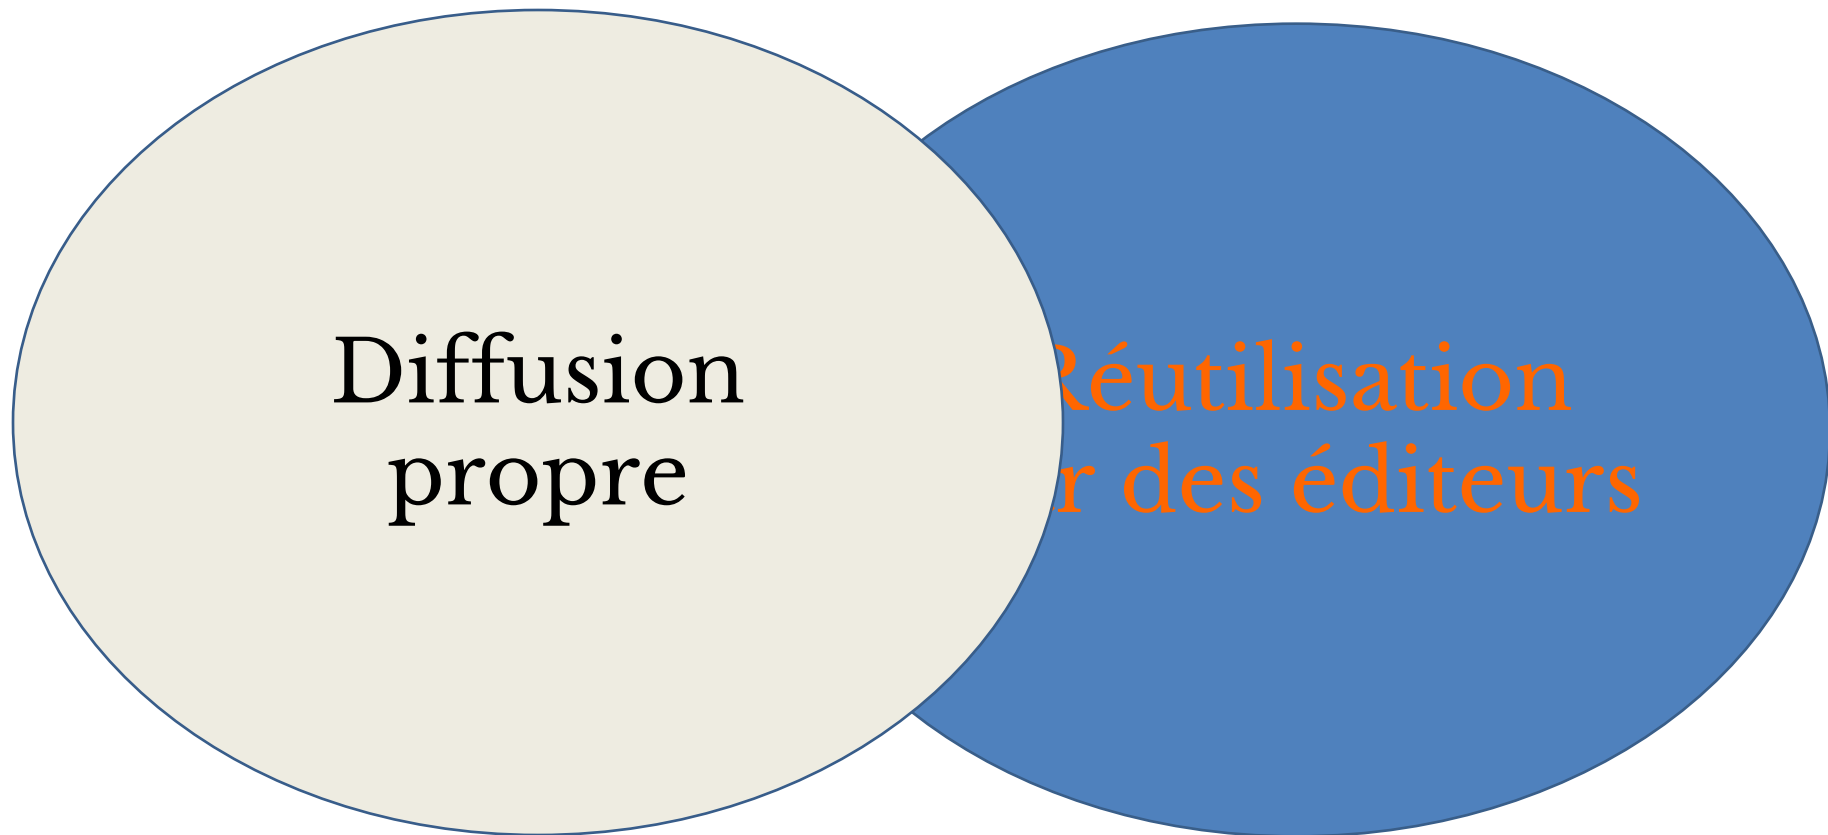 Diffusion
propre
Réutilisation
des éditeurs